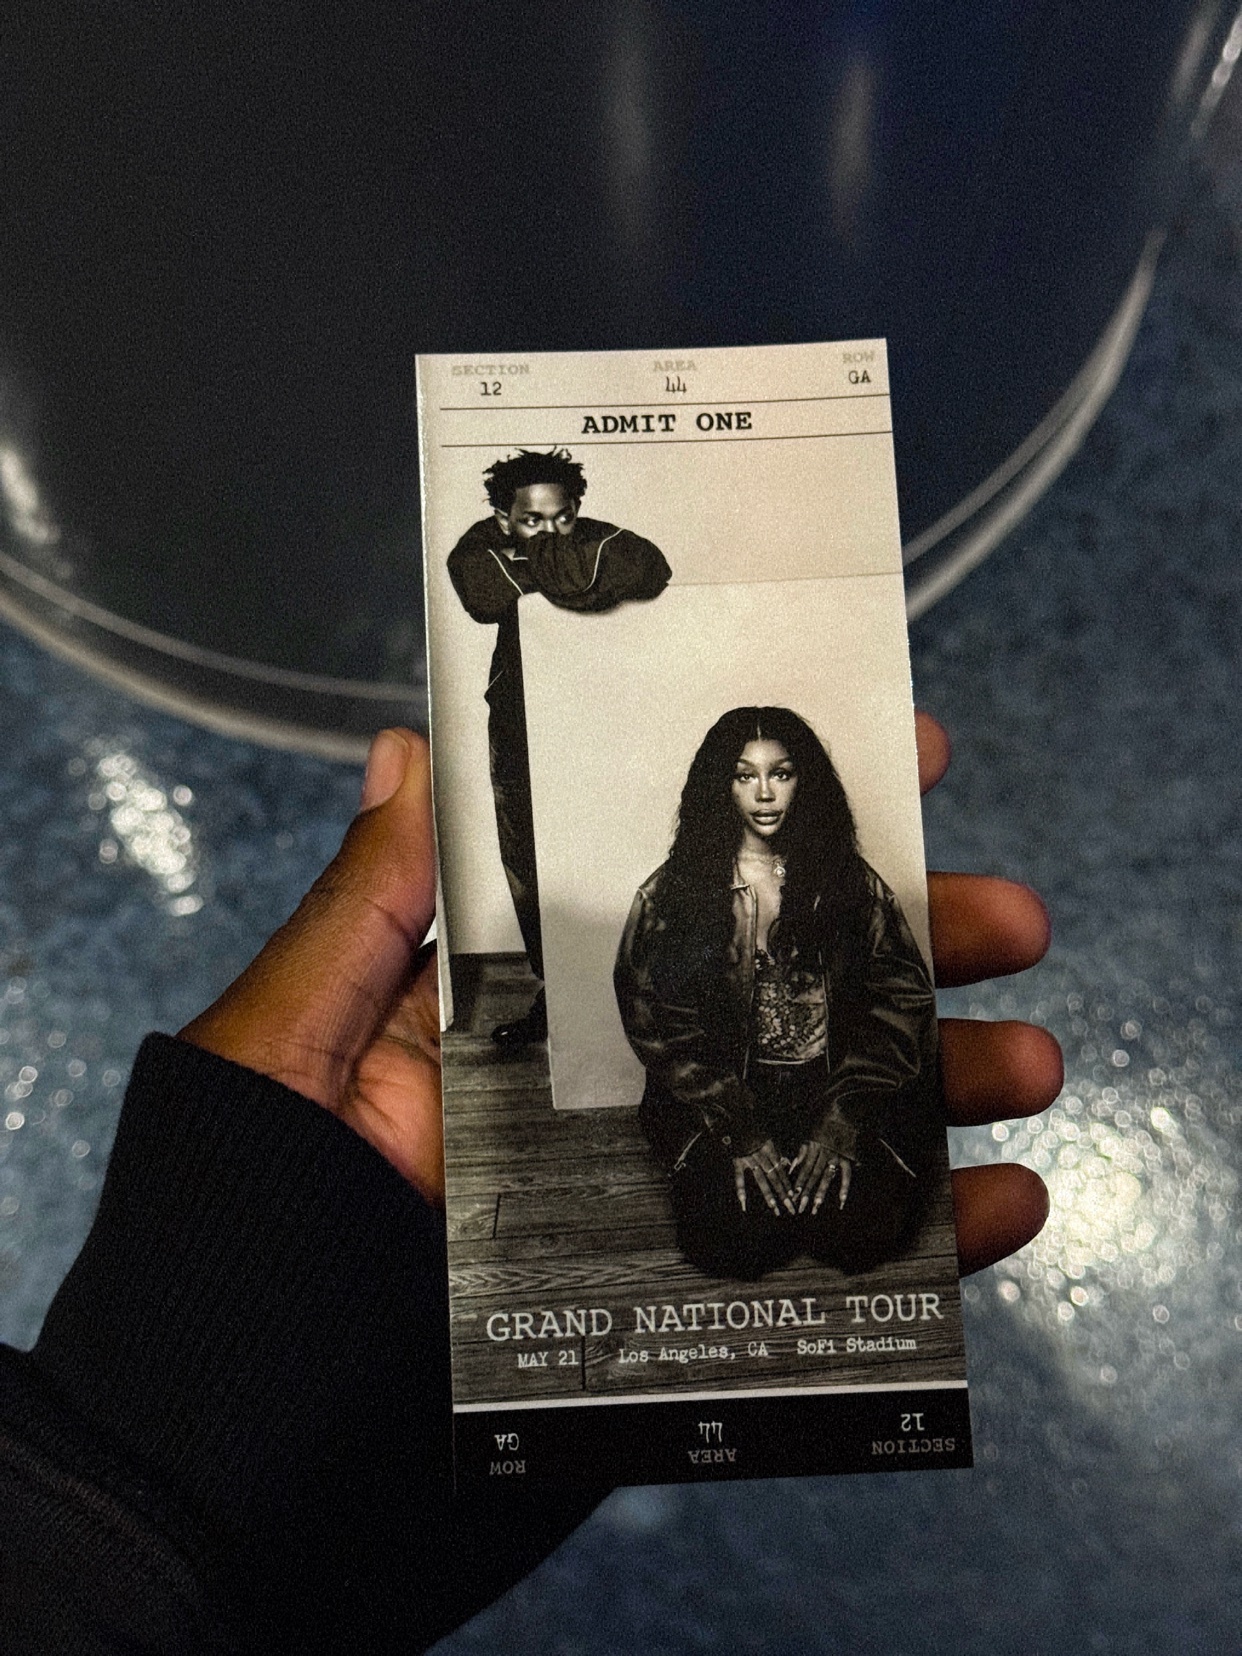 SECTION AREA ROW
12 44 GA
ADMIT ONE
GRAND NATIONAL TOUR
MAY 21 Los Angeles, CA SoFi Stadium
SECTION AREA ROW
12 44 GA